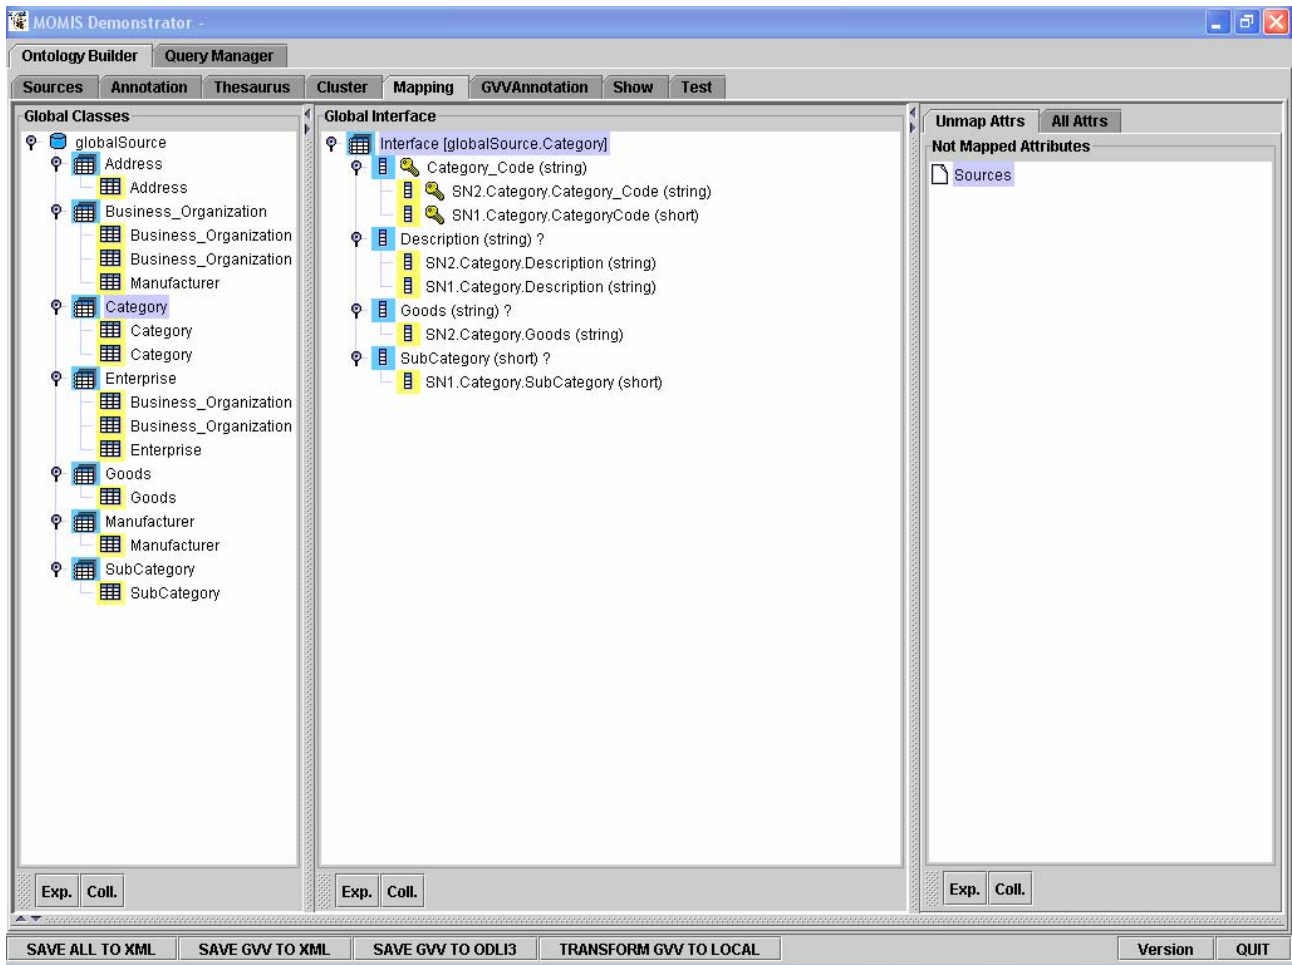 MOMIS Demonstrator -
Ontology Builder Query Manager
Sources Annotation Thesaurus Cluster Mapping GVVAnnotation Show Test
Global Classes
globalSource
Address
Address
Business_Organization
Business_Organization
Business_Organization
Manufacturer
Category
Category
Category
Enterprise
Business_Organization
Business_Organization
Enterprise
Goods
Goods
Manufacturer
Manufacturer
SubCategory
SubCategory
Exp. Coll.
Global Interface
Interface [globalSource.Category]
Category_Code (string)
SN2.Category.Category_Code (string)
SN1.Category.CategoryCode (short)
Description (string) ?
SN2.Category.Description (string)
SN1.Category.Description (string)
Goods (string) ?
SN2.Category.Goods (string)
SubCategory (short) ?
SN1.Category.SubCategory (short)
Exp. Coll.
Unmap Attrs All Attrs
Not Mapped Attributes
Sources
Exp. Coll.
SAVE ALL TO XML SAVE GVV TO XML SAVE GVV TO ODLI3 TRANSFORM GVV TO LOCAL Version QUIT